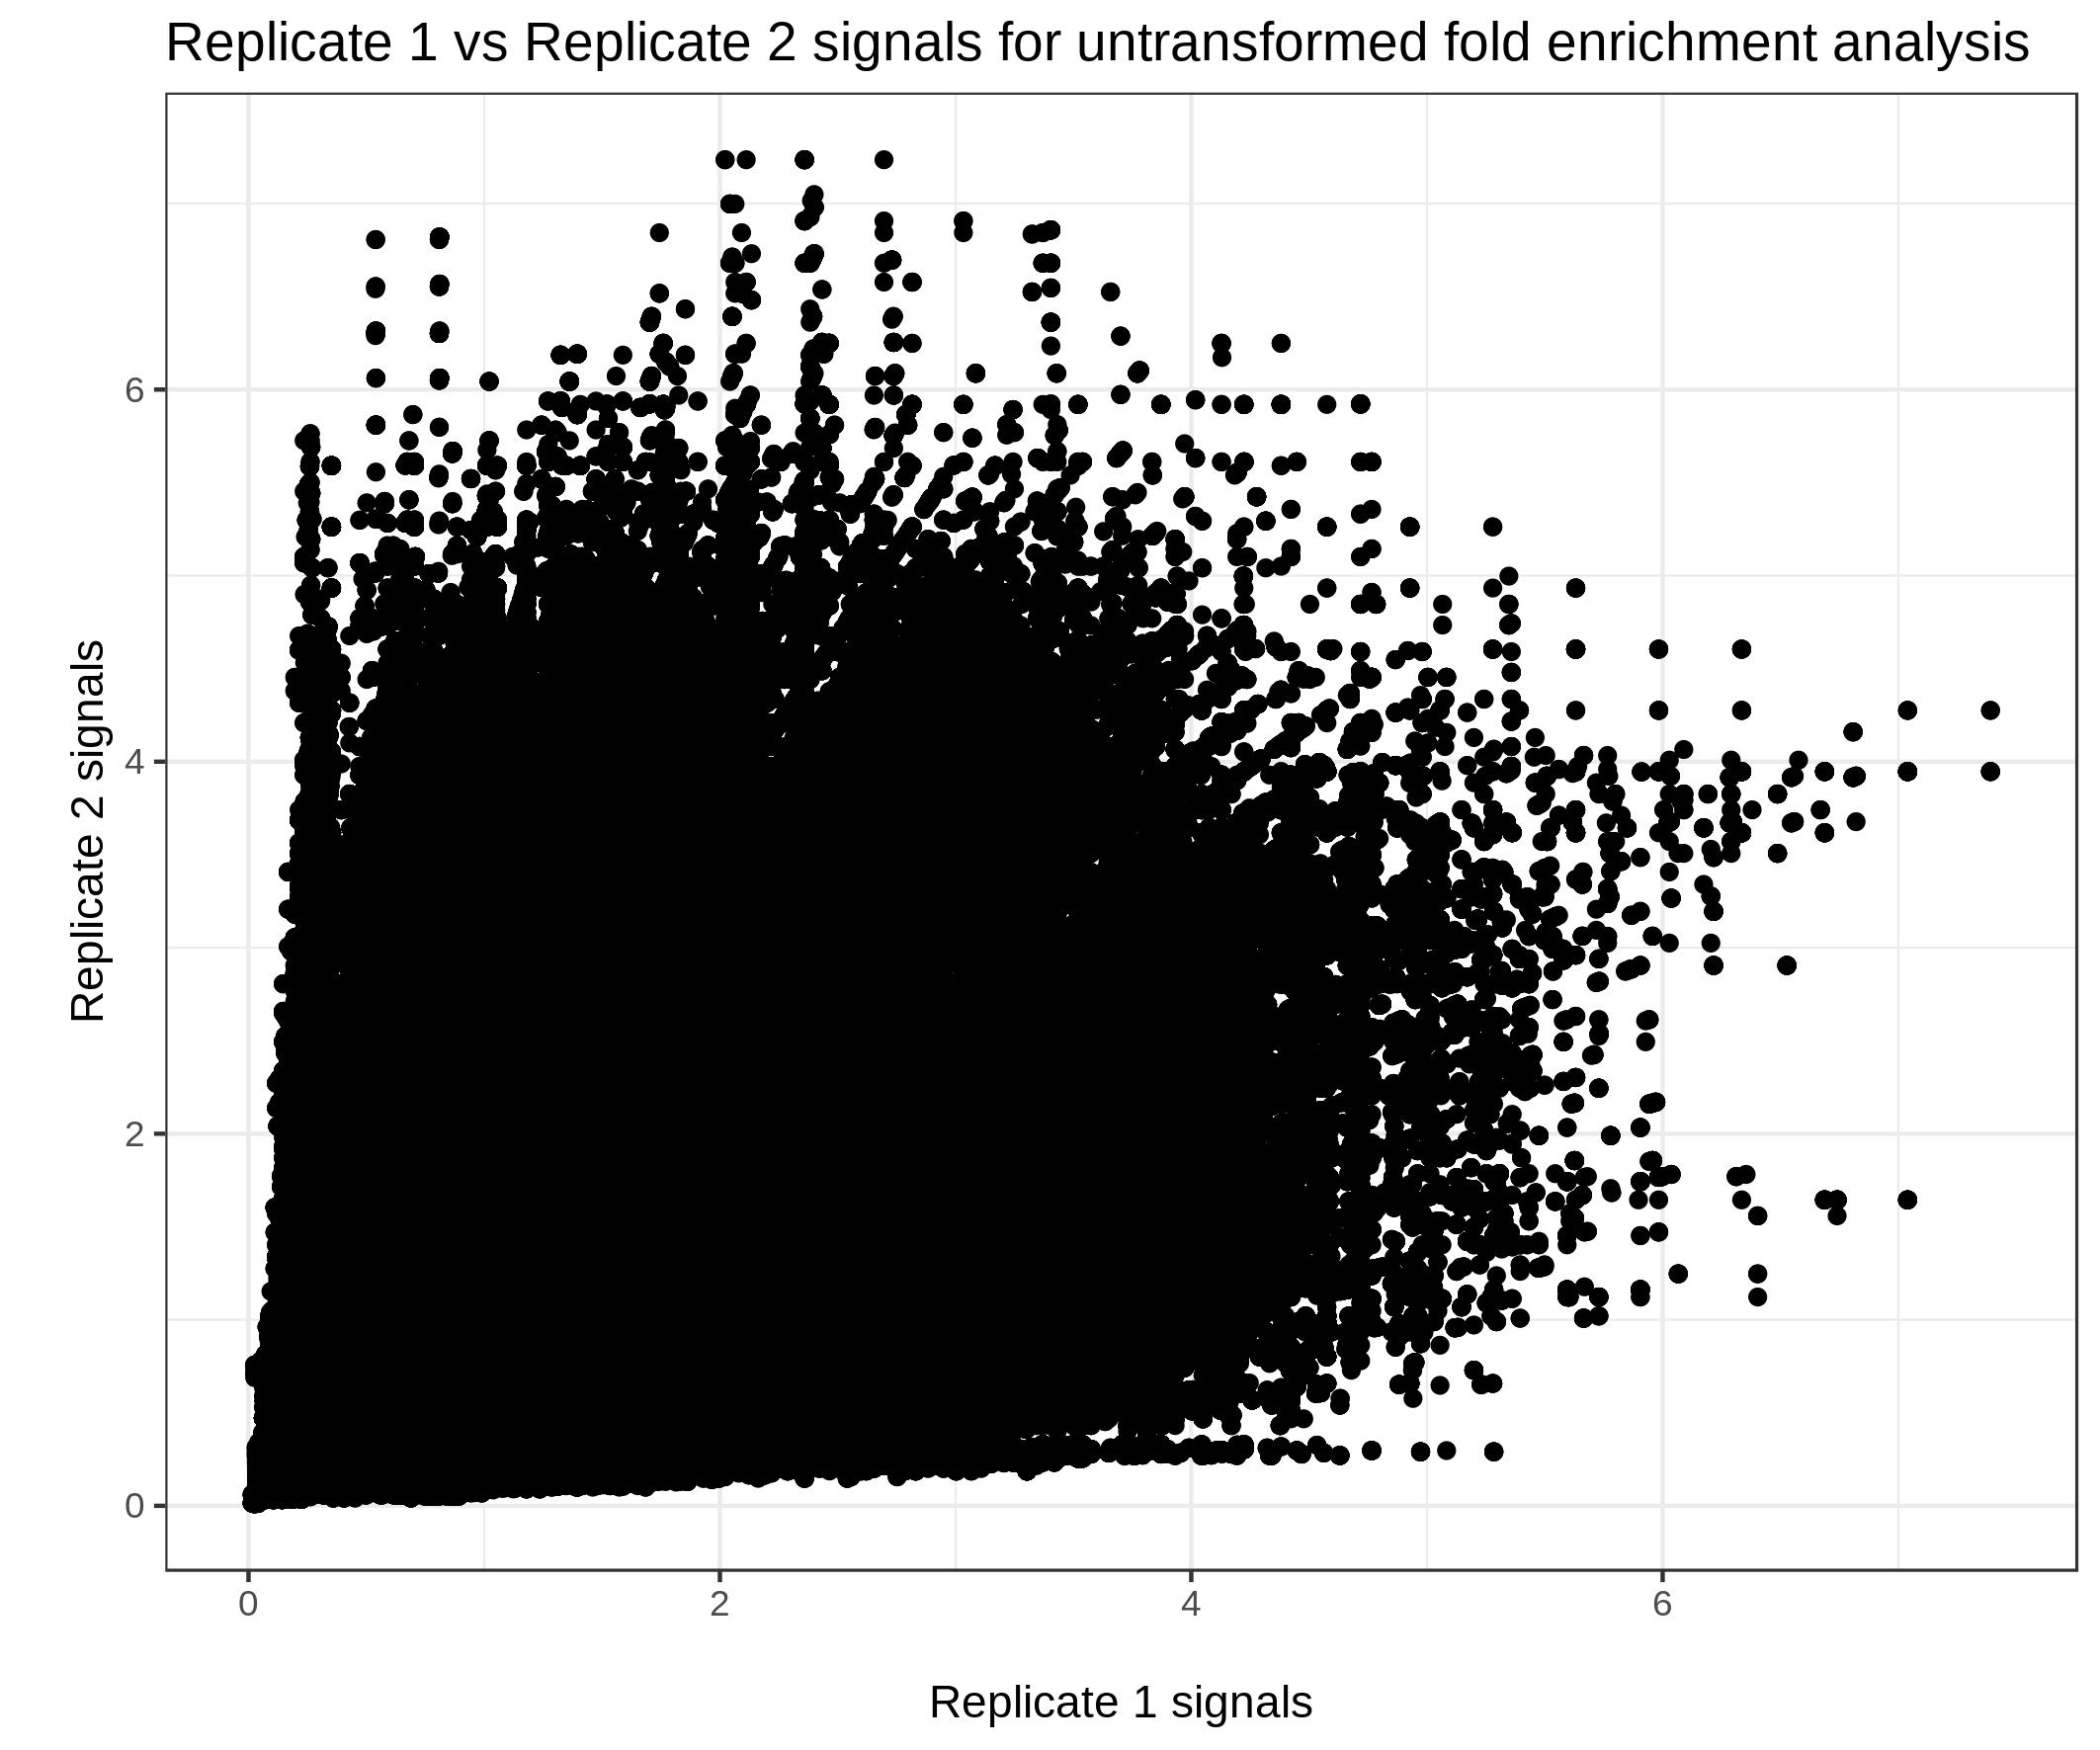 Replicate 1 vs Replicate 2 signals for untransformed fold enrichment analysis
Replicate 2 signals
6
4
2
0
0 2 4 6
Replicate 1 signals